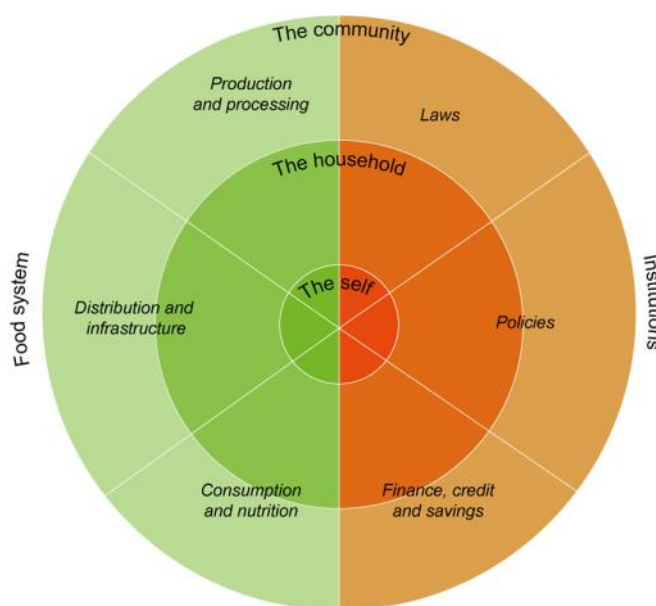 The community
Production
and processing
Laws
The household
Food system
The self
Institutions
Distribution and
infrastructure
Policies
Consumption
and nutrition
Finance, credit
and savings